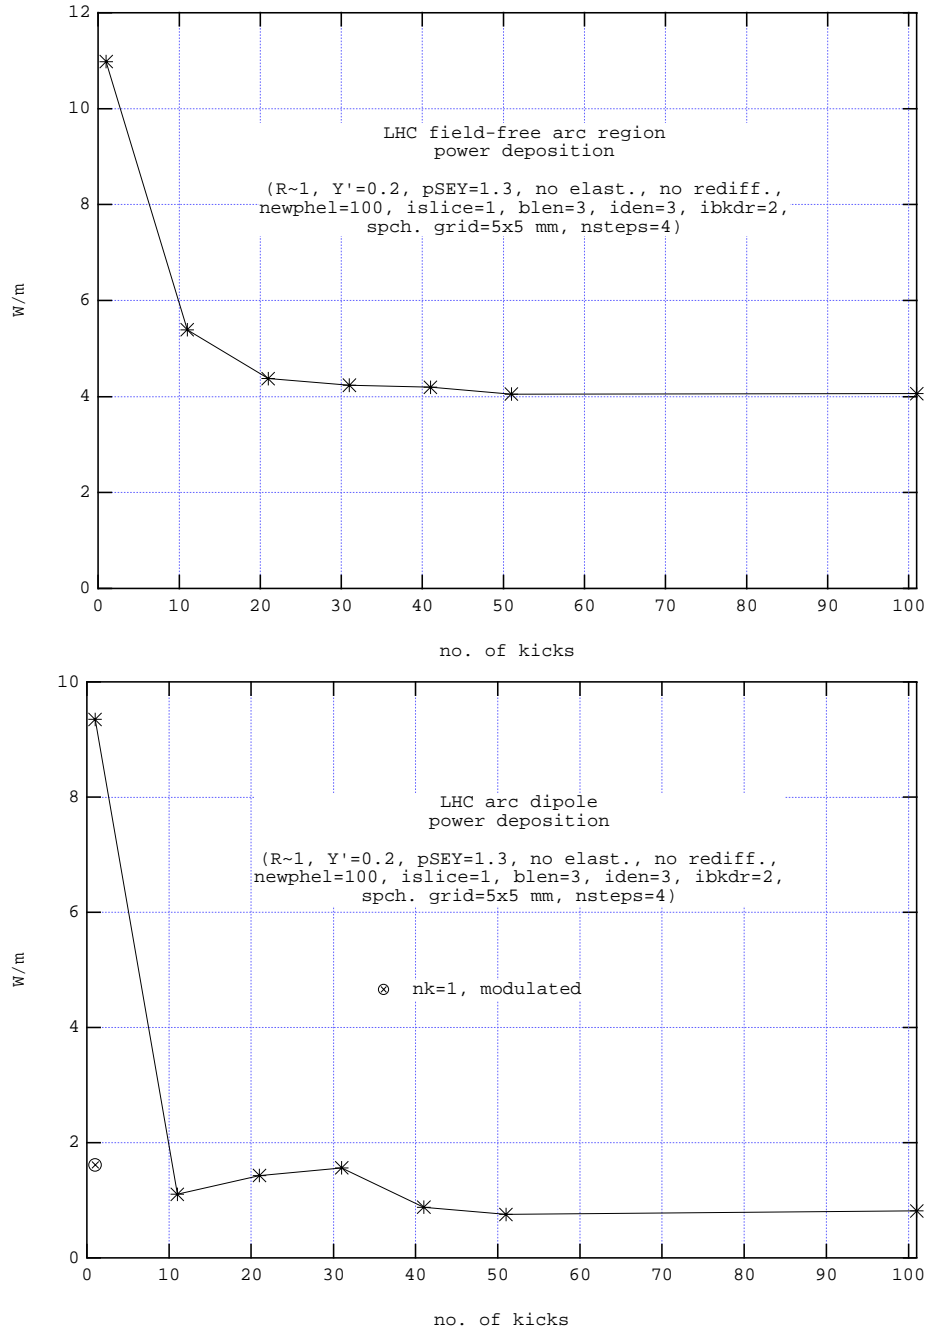 12
10
8
6
4
2
0
W/m
LHC field-free arc region
power deposition
(R~1, Y'=0.2, pSEY=1.3, no elast., no rediff.,
newphel=100, islice=1, blen=3, iden=3, ibkdr=2,
spch. grid=5x5 mm, nsteps=4)
0 10 20 30 40 50 60 70 80 90 100
no. of kicks
10
8
6
4
2
0
W/m
LHC arc dipole
power deposition
(R~1, Y'=0.2, pSEY=1.3, no elast., no rediff.,
newphel=100, islice=1, blen=3, iden=3, ibkdr=2,
spch. grid=5x5 mm, nsteps=4)
nk=1, modulated
0 10 20 30 40 50 60 70 80 90 100
no. of kicks